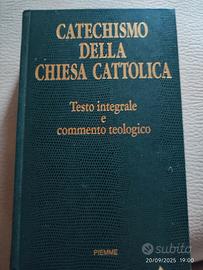 CATECHISMO
DELLA
CHIESA CATTOLICA
Testo integrale
e
commento teologico
PIEMME
Subito
20/09/2025 19:00